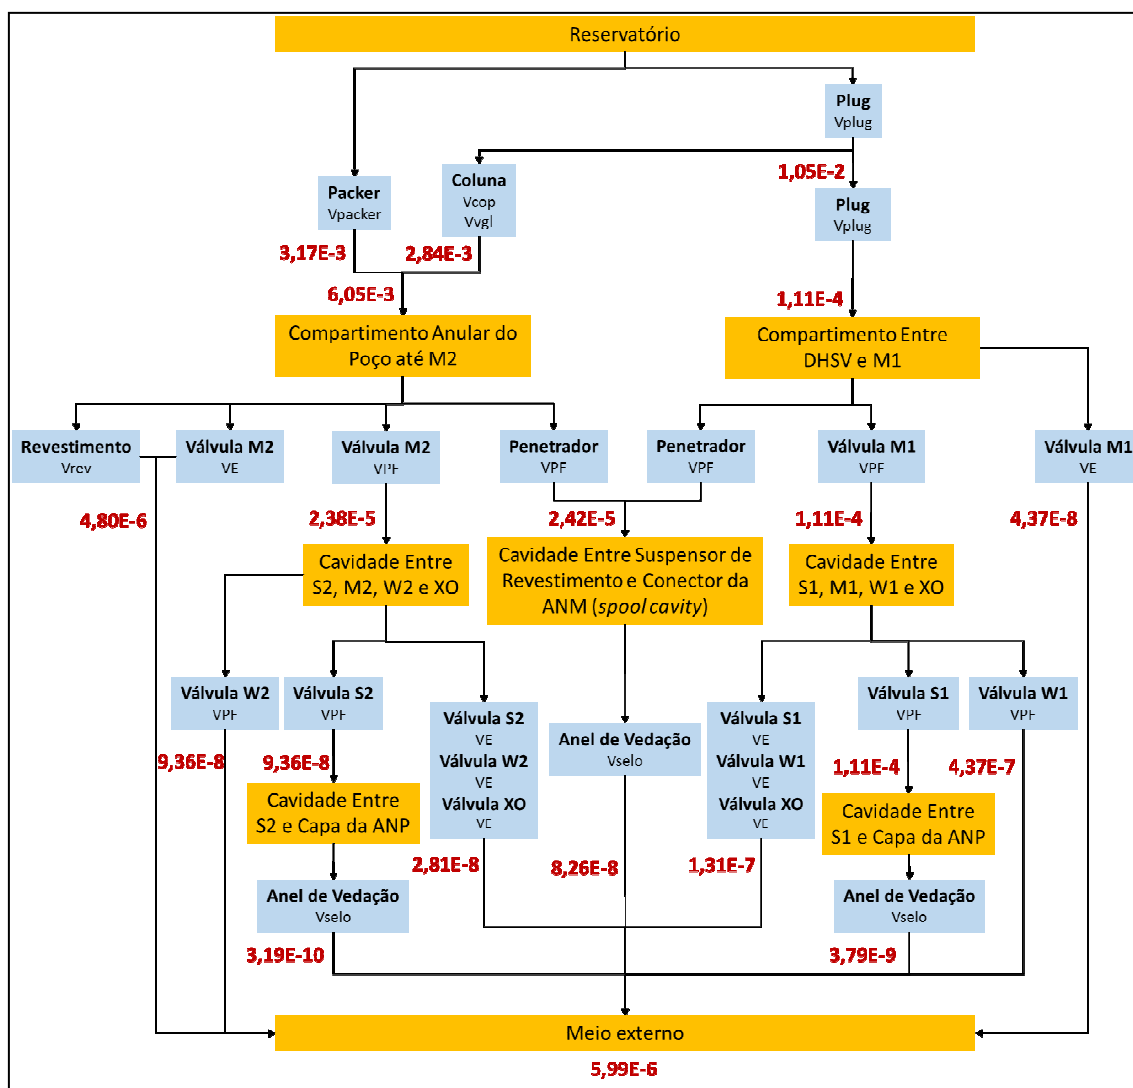 Reservatório
Plug
Vplug
Coluna
Vcop
Vvgl
1,05E-2
Packer
Vpacker
Plug
Vplug
3,17E-3
2,84E-3
6,05E-3
1,11E-4
Compartimento Anular do
Poço até M2
Compartimento Entre
DHSV e M1
Revestimento
Vrev
Válvula M2
VE
Válvula M2
VPF
Penetrador
VPF
Penetrador
VPF
Válvula M1
VPF
Válvula M1
VE
4,80E-6
2,38E-5
2,42E-5
1,11E-4
4,37E-8
Cavidade Entre
S2, M2, W2 e XO
Cavidade Entre Suspensor de
Revestimento e Conector da
ANM (spool cavity)
Cavidade Entre
S1, M1, W1 e XO
Válvula W2
VPF
Válvula S2
VPF
Válvula S2
VE
Válvula W2
VE
Válvula XO
VE
Anel de Vedação
Vselo
Válvula S1
VE
Válvula W1
VE
Válvula XO
VE
Válvula S1
VPF
Válvula W1
VPF
9,36E-8
9,36E-8
1,11E-4
4,37E-7
Cavidade Entre
S2 e Capa da ANP
Cavidade Entre
S1 e Capa da ANP
2,81E-8
8,26E-8
1,31E-7
Anel de Vedação
Vselo
Anel de Vedação
Vselo
3,19E-10
3,79E-9
Meio externo
5,99E-6